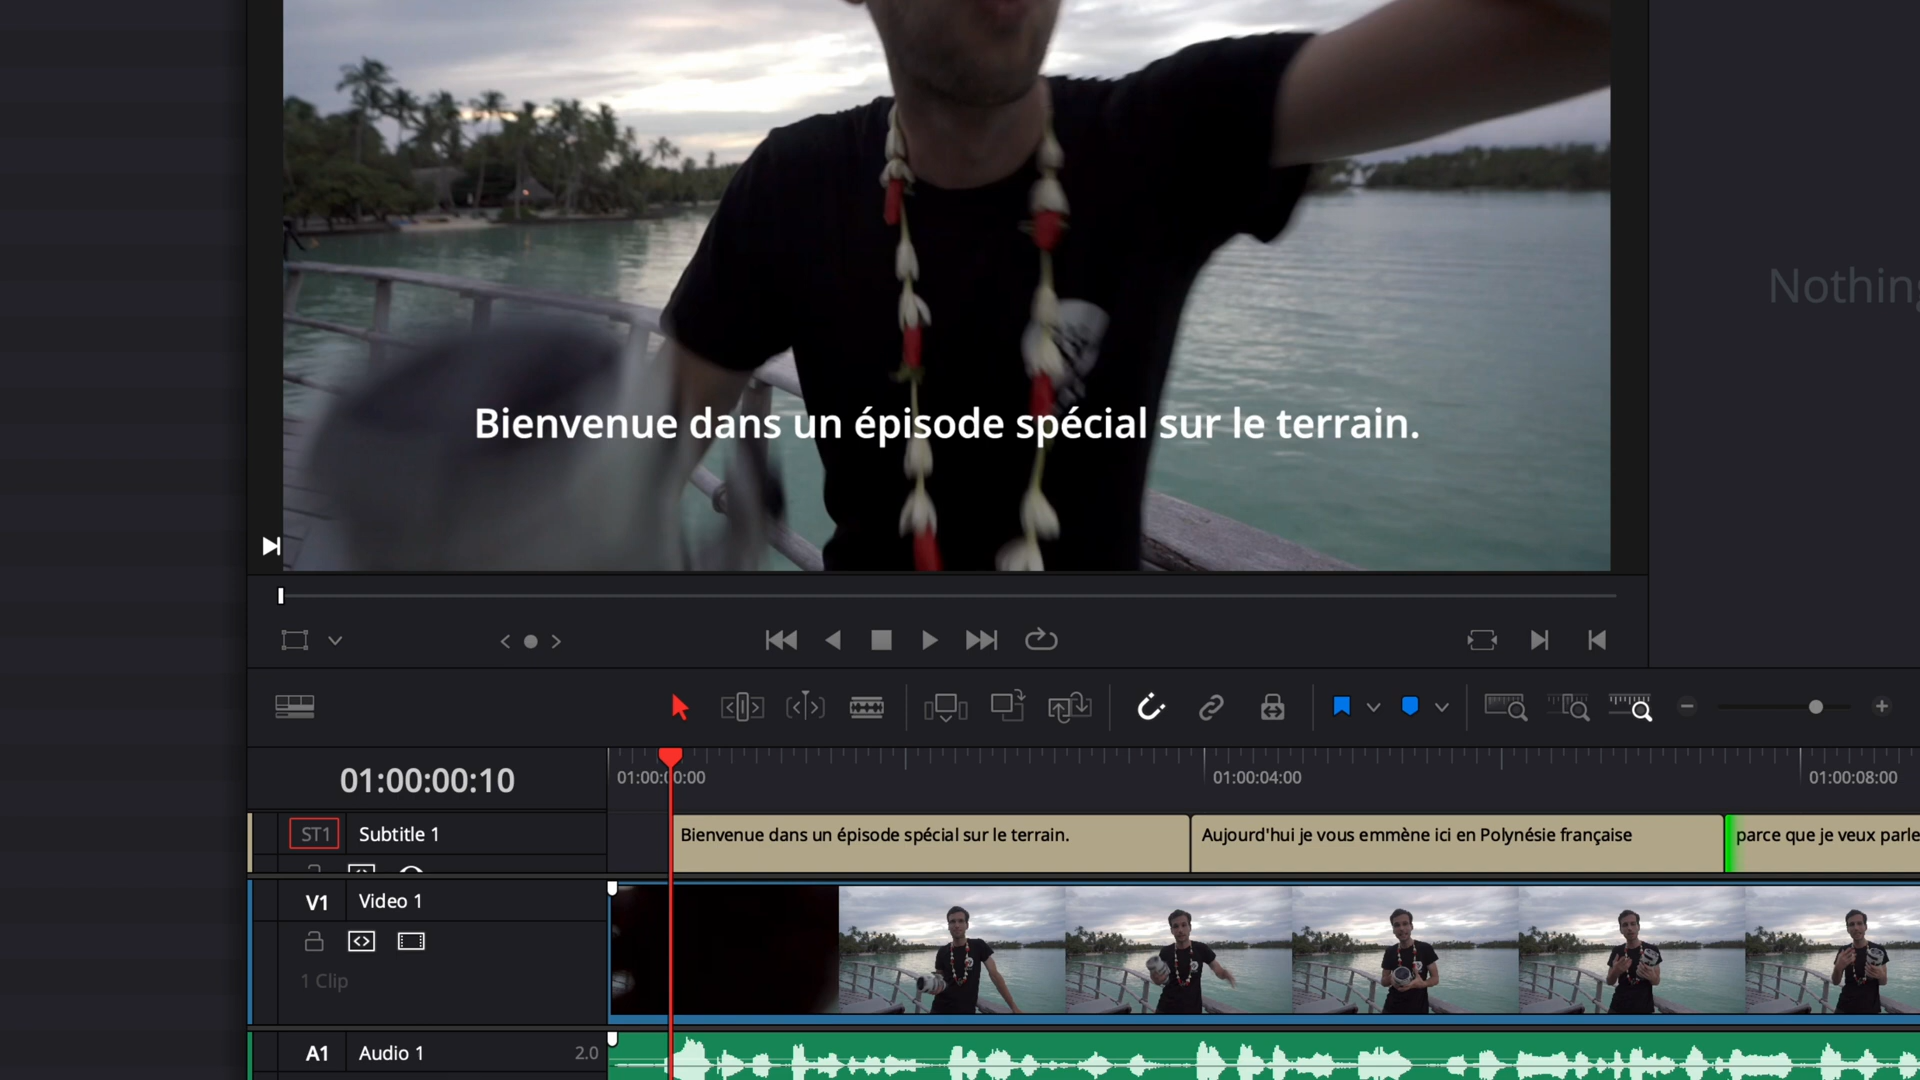 Nothing
Bienvenue dans un épisode spécial sur le terrain.
01:00:00:10
01:00:00:00
01:00:04:00
01:00:08:00
ST1
Subtitle 1
Bienvenue dans un épisode spécial sur le terrain.
Aujourd'hui je vous emmène ici en Polynésie française
parce que je veux parle
V1
Video 1
1 Clip
A1
Audio 1
2.0